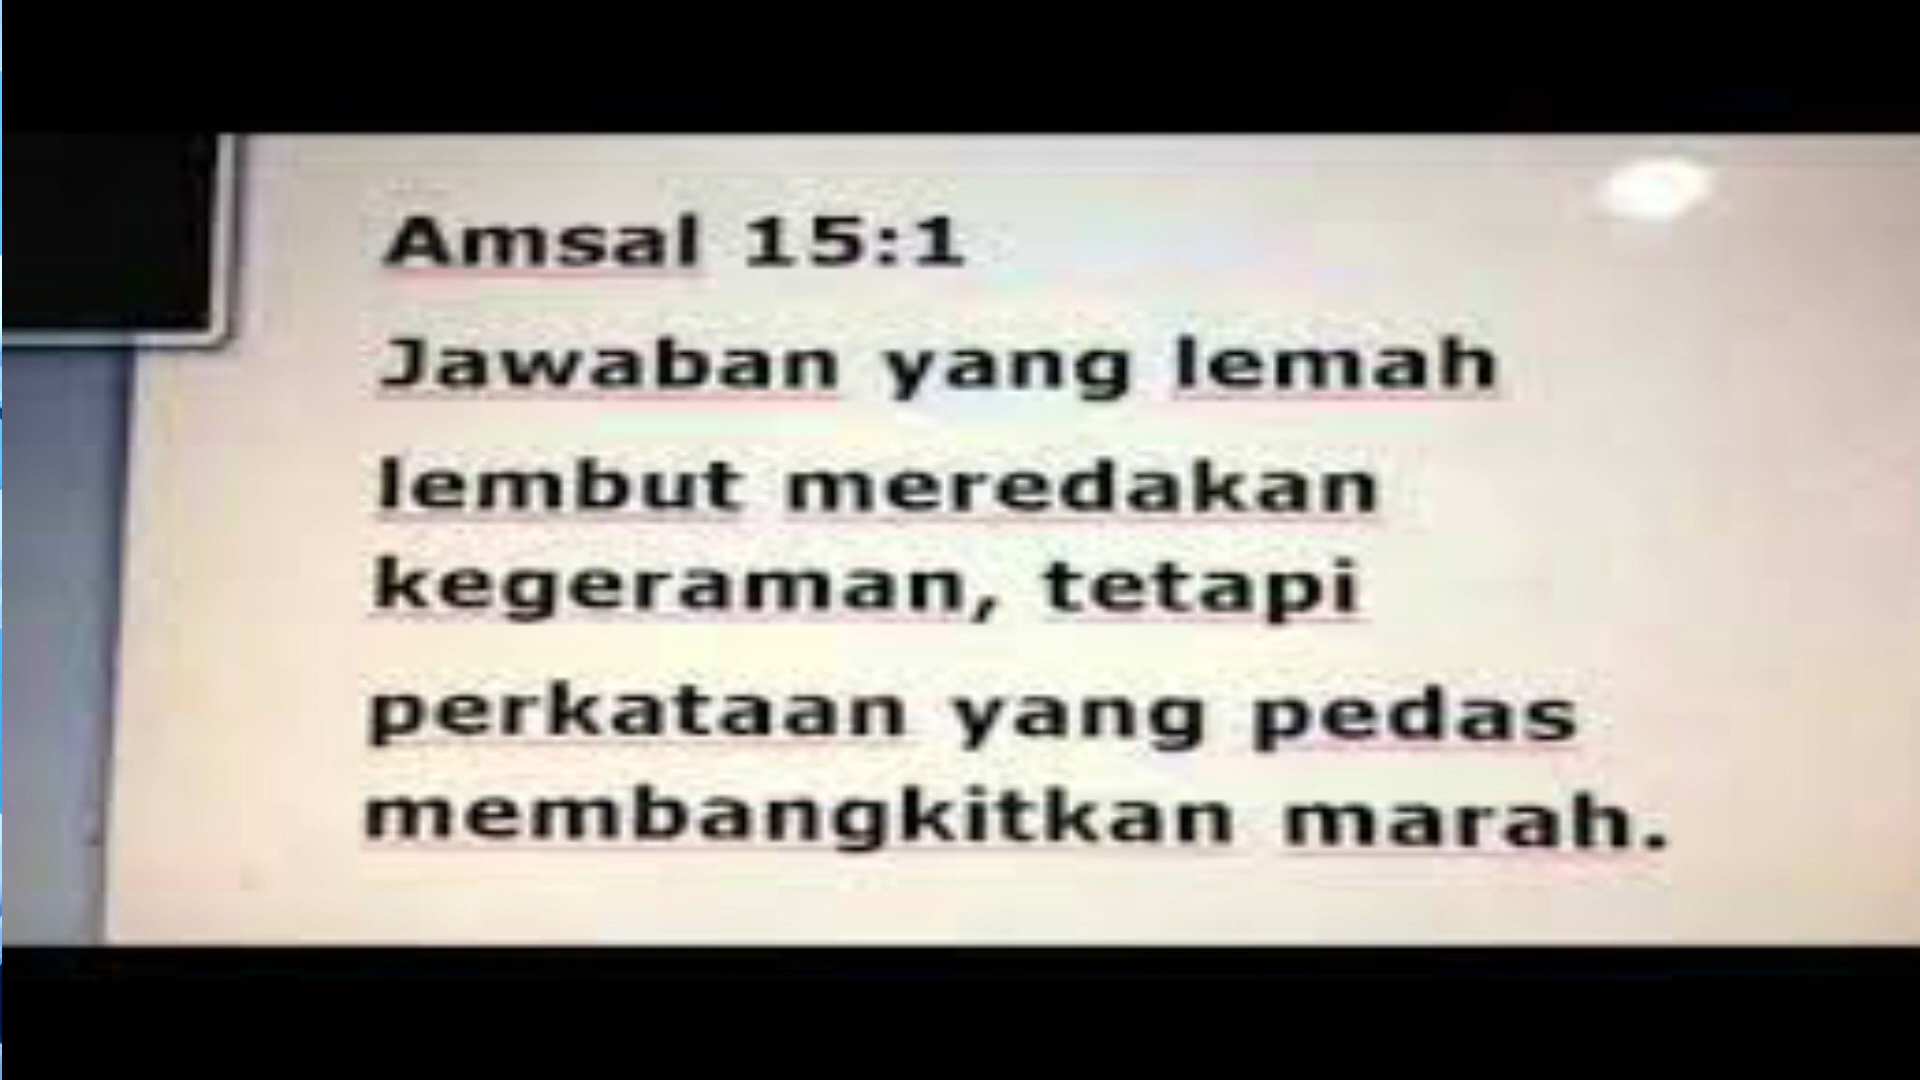 Amsal 15:1
Jawaban yang lemah
lembut meredakan
kegeraman, tetapi
perkataan yang pedas
membangkitkan marah.